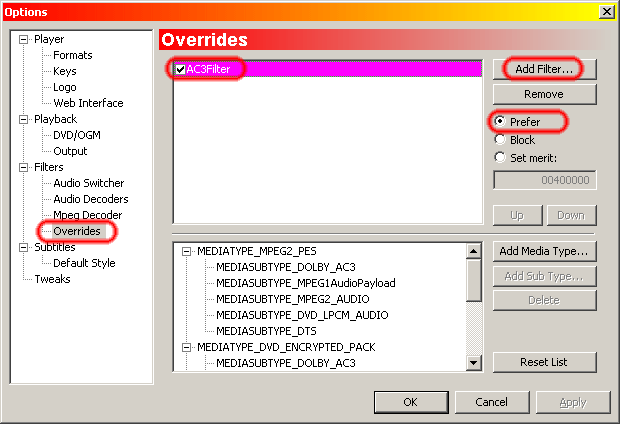 Options
Player
Formats
Keys
Logo
Web Interface
Playback
DVD/OGM
Output
Filters
Audio Switcher
Audio Decoders
Mpeg Decoder
Overrides
Subtitles
Default Style
Tweaks
Overrides
AC3Filter
Add Filter...
Remove
Prefer
Block
Set merit:
00400000
Up
Down
MEDIATYPE_MPEG2_PES
MEDIASUBTYPE_DOLBY_AC3
MEDIASUBTYPE_MPEG1AudioPayload
MEDIASUBTYPE_MPEG2_AUDIO
MEDIASUBTYPE_DVD_LPCM_AUDIO
MEDIASUBTYPE_DTS
MEDIATYPE_DVD_ENCRYPTED_PACK
MEDIASUBTYPE_DOLBY_AC3
Add Media Type...
Add Sub Type...
Delete
Reset List
OK
Cancel
Apply